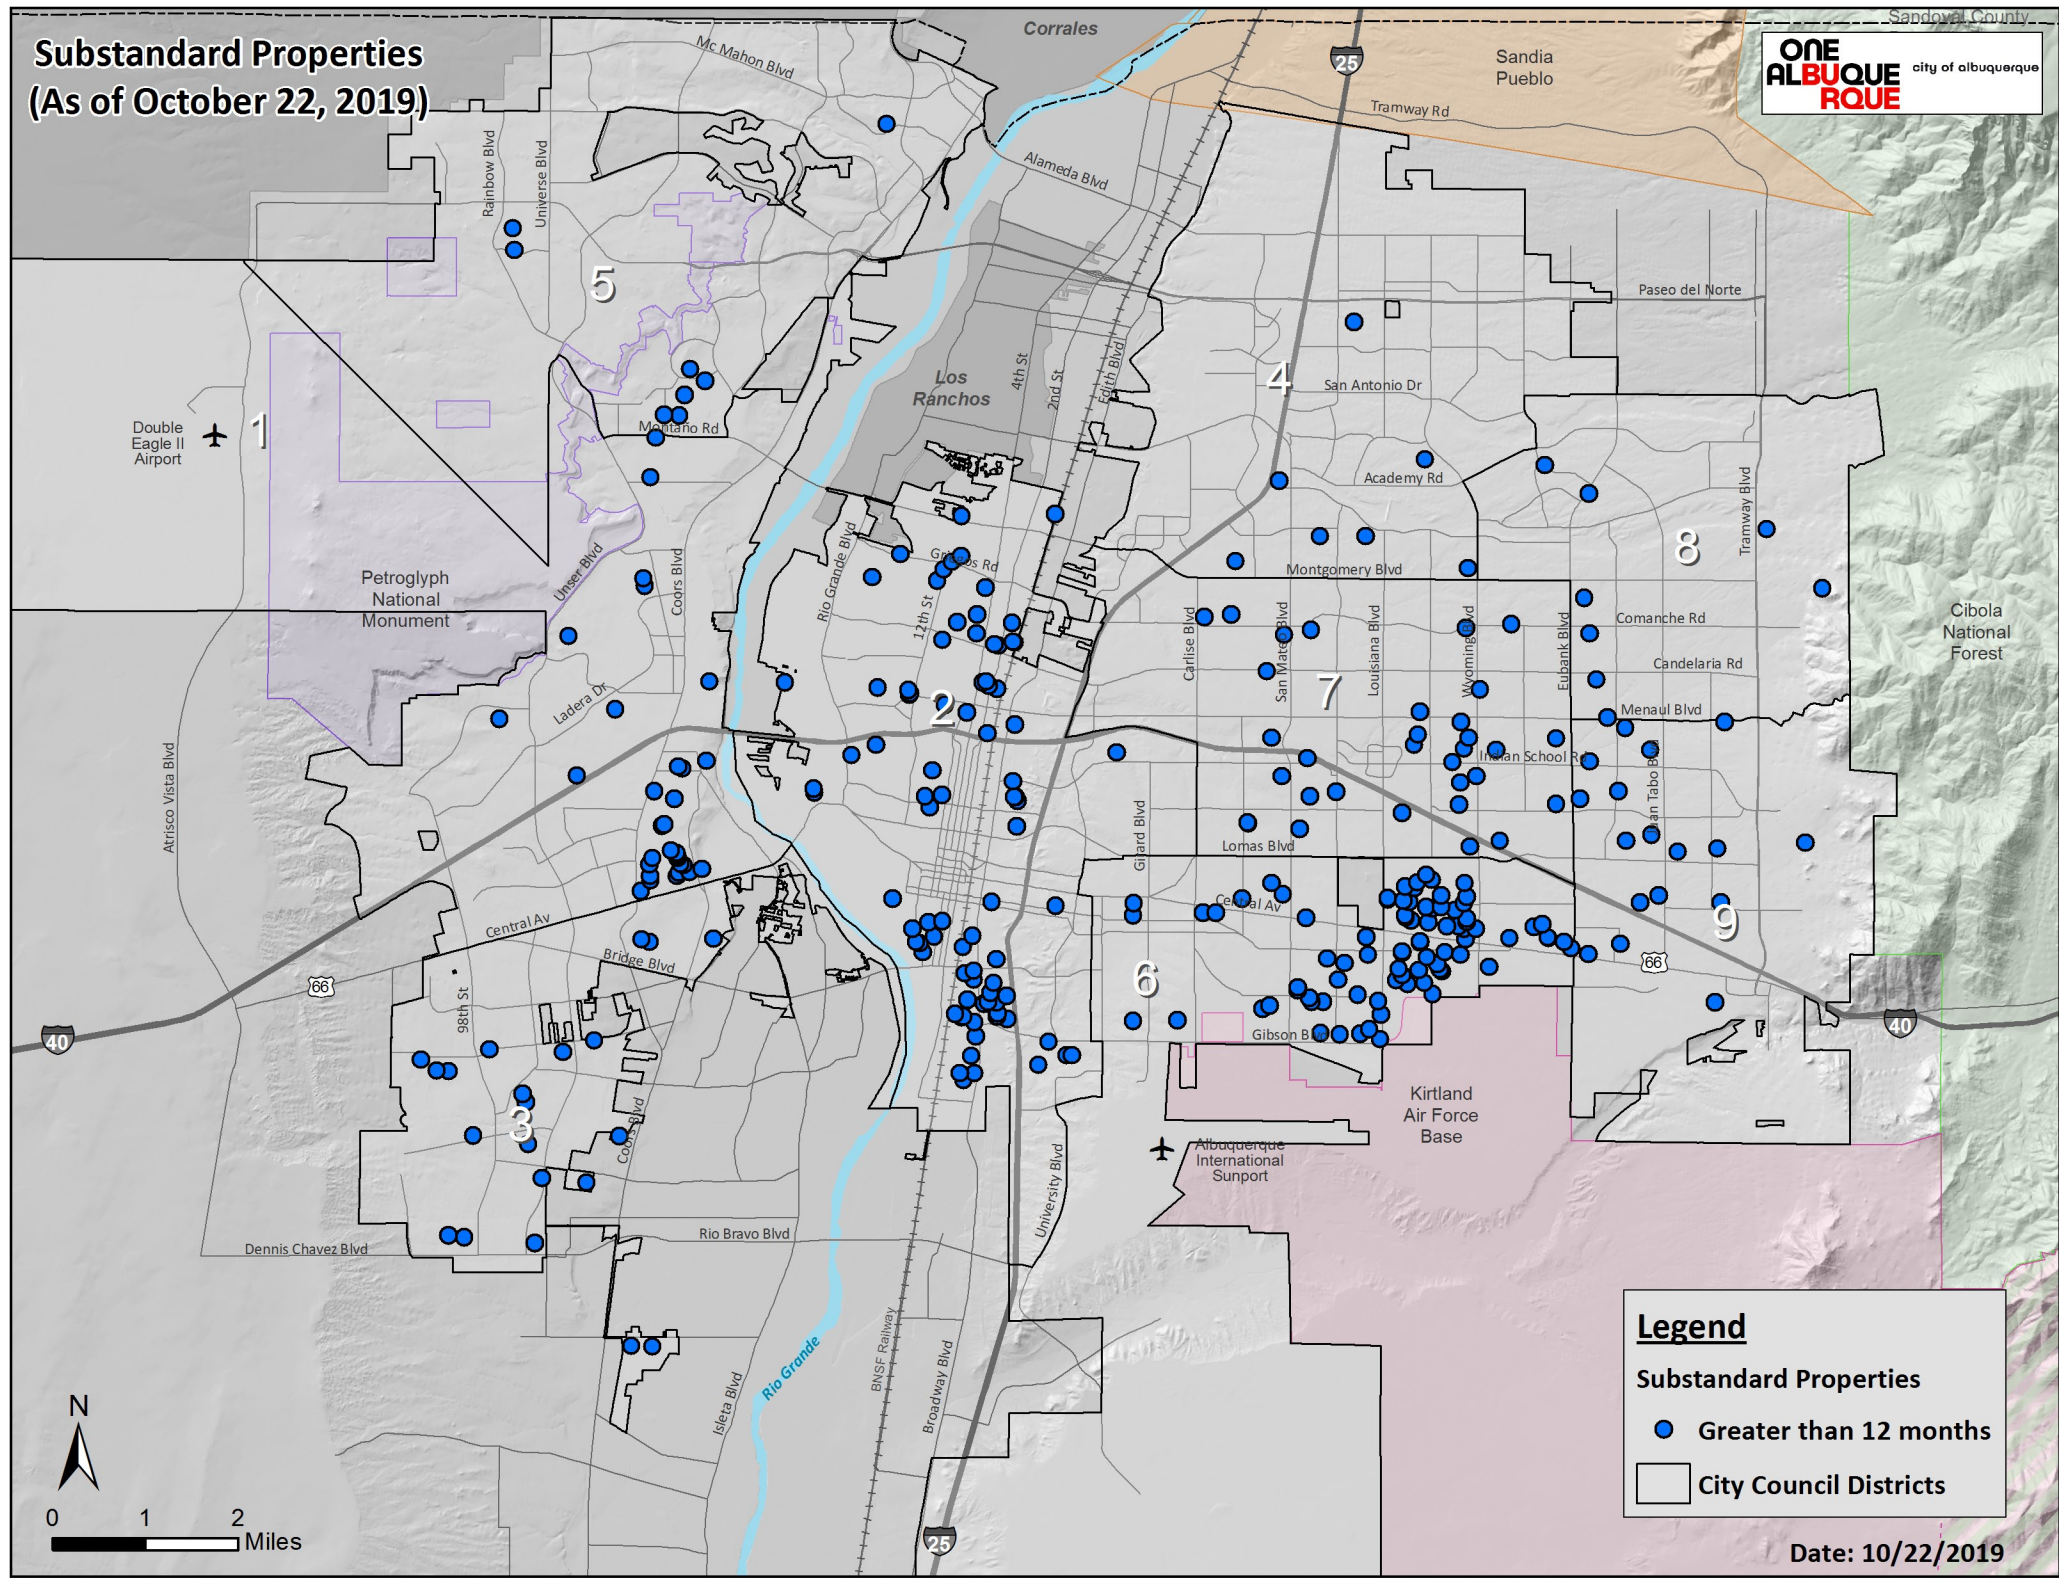 Substandard Properties
(As of October 22, 2019)
Corrales
Sandoval County
Sandia
Pueblo
25
ONE
ALBUQUE
RQUE
city of albuquerque
Mc Mahon Blvd
Tramway Rd
Rainbow Blvd
Universe Blvd
Alameda Blvd
5
Paseo del Norte
Los
Ranchos
4th St
2nd St
Edith Blvd
4
San Antonio Dr
Double
Eagle II
Airport
1
Montaño Rd
Academy Rd
Tramway Blvd
8
Petroglyph
National
Monument
Unser Blvd
Coors Blvd
Rio Grande Blvd
Griegos Rd
12th St
Montgomery Blvd
Carlise Blvd
San Mateo Blvd
Louisiana Blvd
Wyoming Blvd
Eubank Blvd
Comanche Rd
Candelaria Rd
Cibola
National
Forest
Ladera Dr
2
7
Menaul Blvd
Indian School Rd
Juan Tabo Blvd
Atrisco Vista Blvd
Girard Blvd
Lomas Blvd
Central Av
Central Av
9
Bridge Blvd
66
66
6
98th St
40
40
Gibson Blvd
3
Coors Blvd
Kirtland
Air Force
Base
Albuquerque
International
Sunport
University Blvd
Rio Bravo Blvd
Dennis Chavez Blvd
Rio Grande
BNSF Railway
Broadway Blvd
Isleta Blvd
25
N
0 1 2
Miles
Legend
Substandard Properties
Greater than 12 months
City Council Districts
Date: 10/22/2019